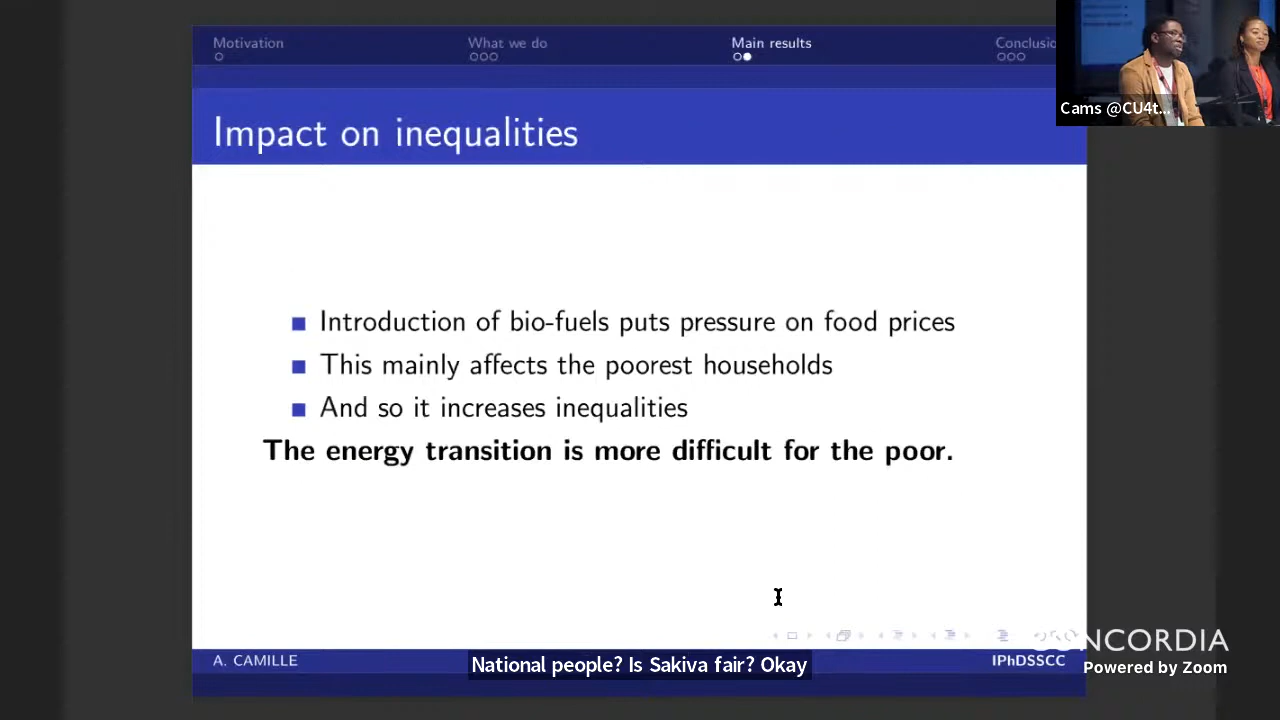 Motivation
What we do
Main results
Conclusio
Cams @CU4t...
Impact on inequalities
Introduction of bio-fuels puts pressure on food prices
This mainly affects the poorest households
And so it increases inequalities
The energy transition is more difficult for the poor.
CONCORDIA
A. CAMILLE
National people? Is Sakiva fair? Okay
IPhDSSCC
Powered by Zoom